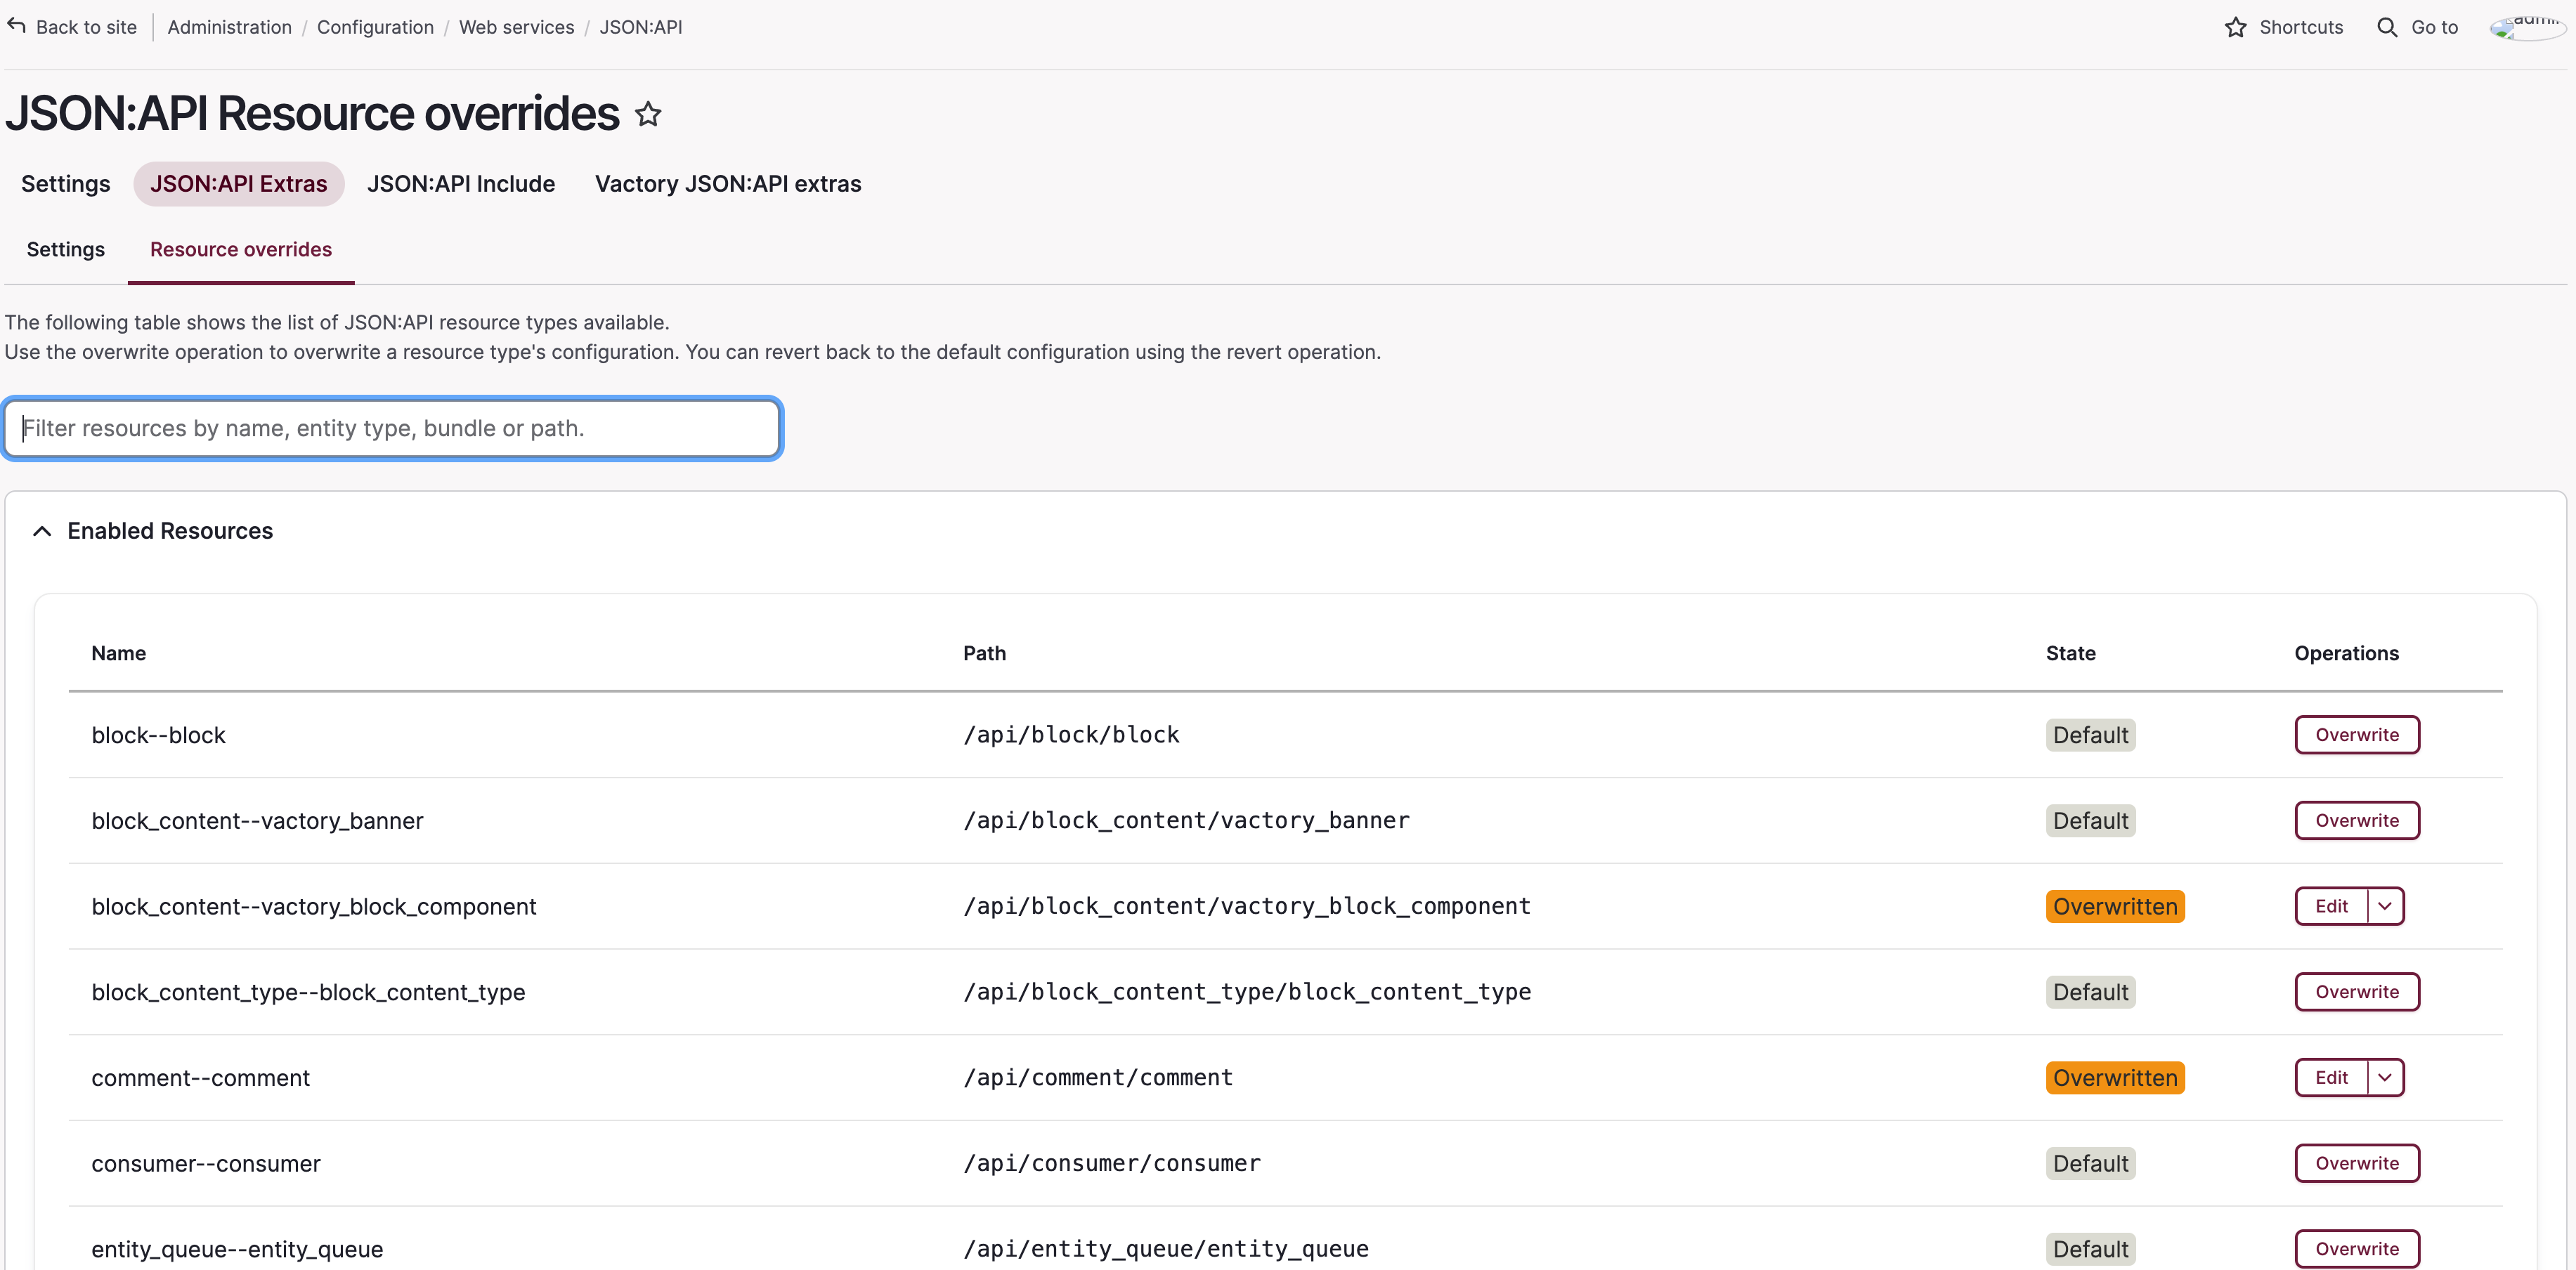 Back to site Administration / Configuration / Web services / JSON:API Shortcuts Go to
JSON:API Resource overrides
Settings JSON:API Extras JSON:API Include Vactory JSON:API extras
Settings Resource overrides
The following table shows the list of JSON:API resource types available.
Use the overwrite operation to overwrite a resource type's configuration. You can revert back to the default configuration using the revert operation.
Filter resources by name, entity type, bundle or path.
Enabled Resources
Name Path State Operations
block--block /api/block/block Default Overwrite
block_content--vactory_banner /api/block_content/vactory_banner Default Overwrite
block_content--vactory_block_component /api/block_content/vactory_block_component Overwritten Edit
block_content_type--block_content_type /api/block_content_type/block_content_type Default Overwrite
comment--comment /api/comment/comment Overwritten Edit
consumer--consumer /api/consumer/consumer Default Overwrite
entity_queue--entity_queue /api/entity_queue/entity_queue Default Overwrite